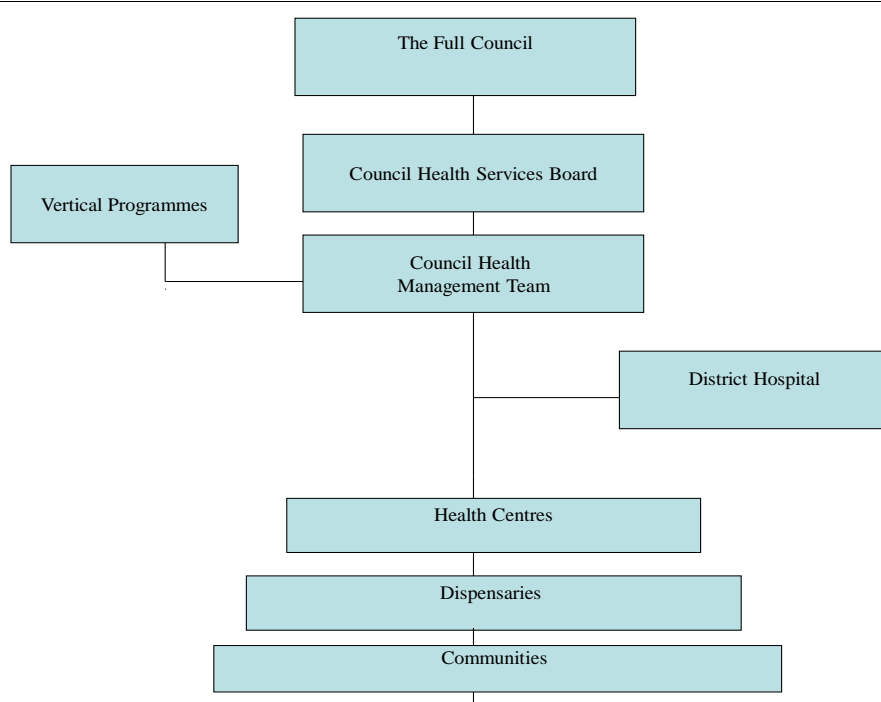 The Full Council
Council Health Services Board
Vertical Programmes
Council Health
Management Team
District Hospital
Health Centres
Dispensaries
Communities